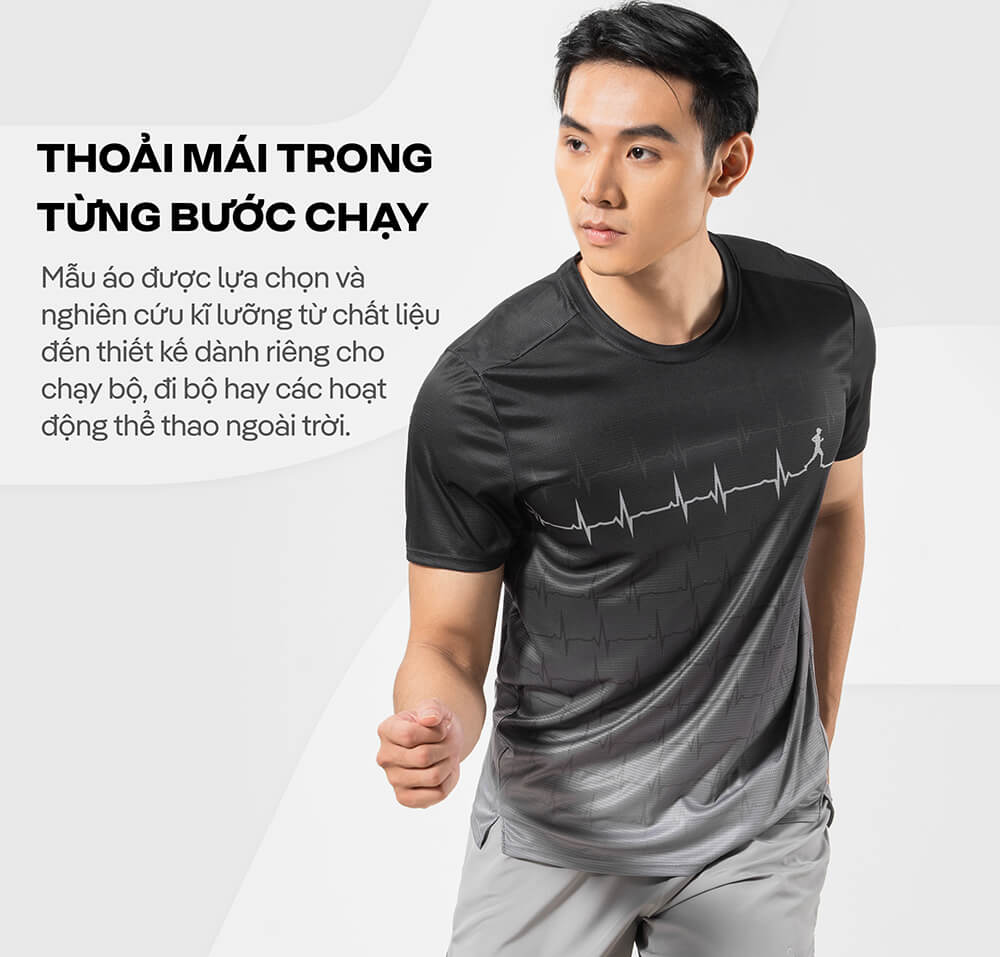 THOẢI MÁI TRONG
TỪNG BƯỚC CHẠY
Mẫu áo được lựa chọn và
nghiên cứu kĩ lưỡng từ chất liệu
đến thiết kế dành riêng cho
chạy bộ, đi bộ hay các hoạt
động thể thao ngoài trời.